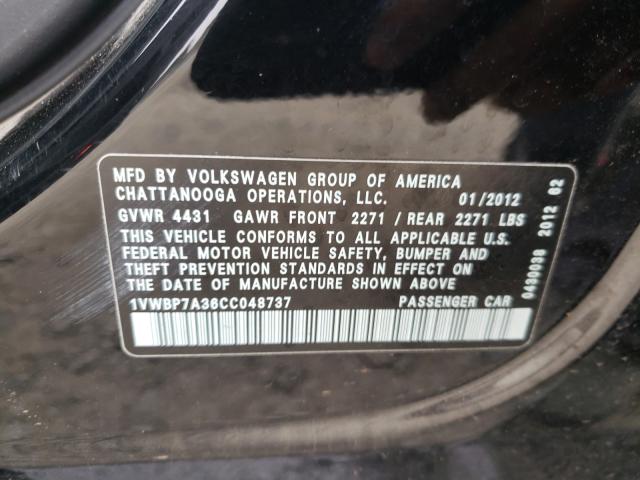 MFD BY VOLKSWAGEN GROUP OF AMERICA
CHATTANOOGA OPERATIONS, LLC. 01/2012
GVWR 4431 GAWR FRONT 2271/REAR 2271 LBS
THIS VEHICLE CONFORMS TO ALL APPLICABLE U.S.
FEDERAL MOTOR VEHICLE SAFETY, BUMPER AND
THEFT PREVENTION STANDARDS IN EFFECT ON
THE DATE OF MANUFACTURE SHOWN ABOVE
1VWBP7A36CC048737 PASSENGER CAR
0430038 2012 02